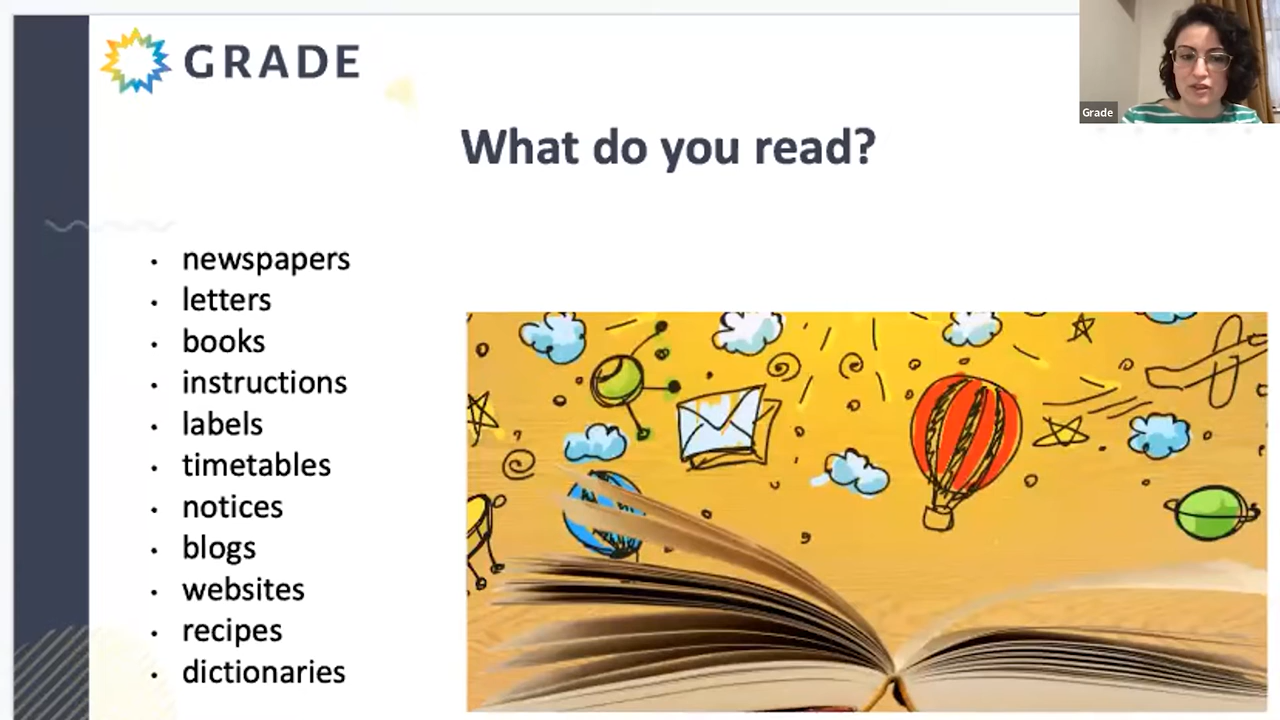 GRADE
Grade
What do you read?
• newspapers
• letters
• books
• instructions
• labels
• timetables
• notices
• blogs
• websites
• recipes
• dictionaries